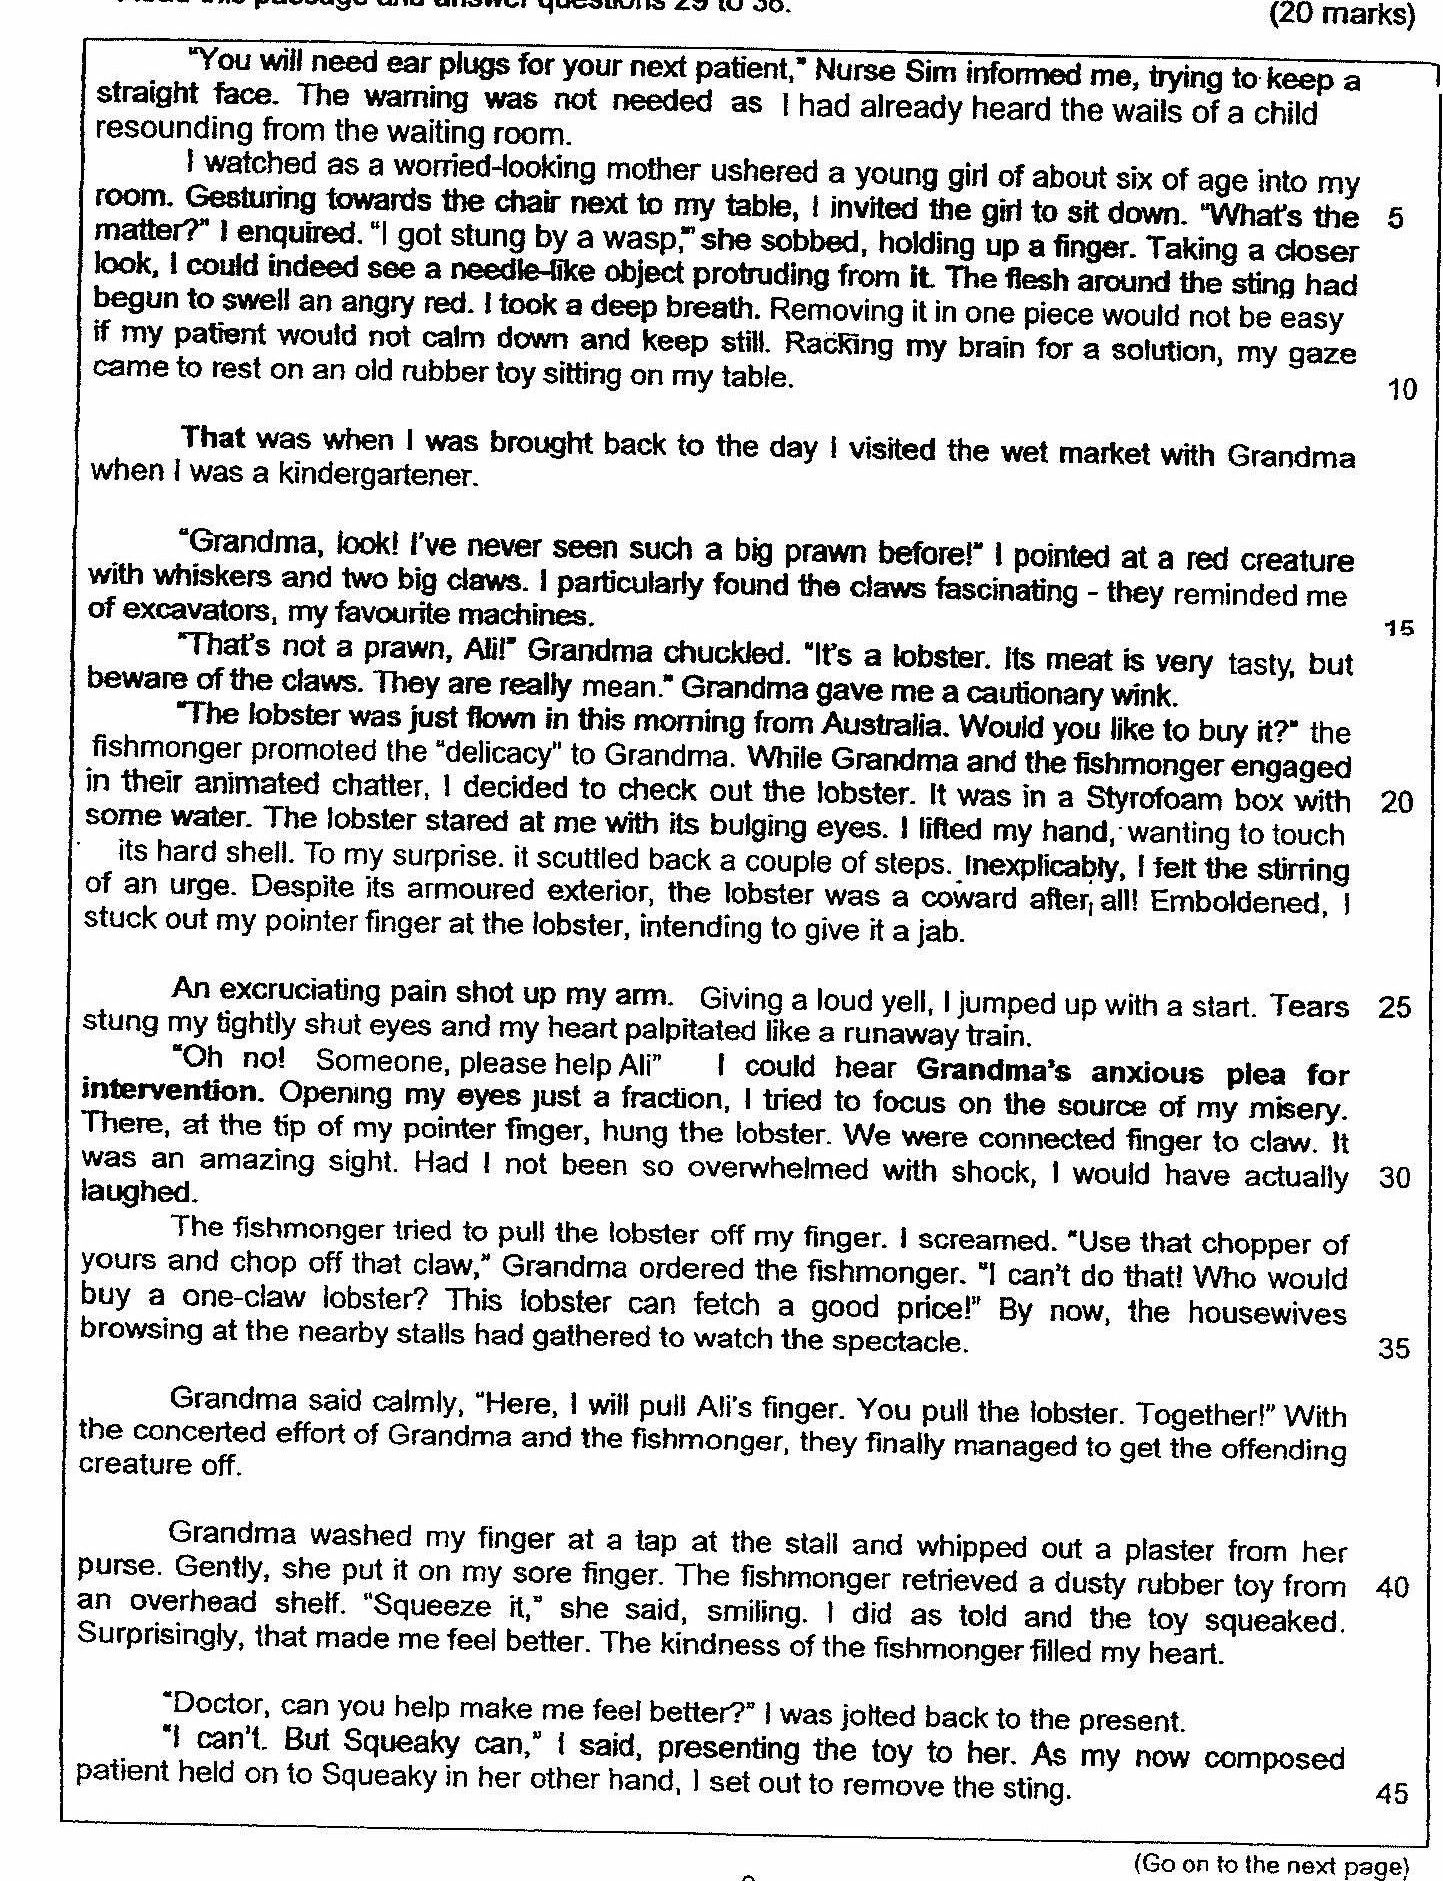 Read this passage and answer questions 29 to 38.
(20 marks)
"You will need ear plugs for your next patient," Nurse Sim informed me, trying to keep a
straight face. The warning was not needed as I had already heard the wails of a child
resounding from the waiting room.
I watched as a worried-looking mother ushered a young girl of about six of age into my
room. Gesturing towards the chair next to my table, I invited the girl to sit down. "What's the 5
matter?" I enquired. "I got stung by a wasp," she sobbed, holding up a finger. Taking a closer
look, I could indeed see a needle-like object protruding from it. The flesh around the sting had
begun to swell an angry red. I took a deep breath. Removing it in one piece would not be easy
if my patient would not calm down and keep still. Racking my brain for a solution, my gaze
came to rest on an old rubber toy sitting on my table.
10
That was when I was brought back to the day I visited the wet market with Grandma
when I was a kindergartener.
"Grandma, look! I've never seen such a big prawn before!" I pointed at a red creature
with whiskers and two big claws. I particularly found the claws fascinating - they reminded me
of excavators, my favourite machines.
15
"That's not a prawn, Ali!" Grandma chuckled. "It's a lobster. Its meat is very tasty, but
beware of the claws. They are really mean." Grandma gave me a cautionary wink.
"The lobster was just flown in this morning from Australia. Would you like to buy it?" the
fishmonger promoted the "delicacy" to Grandma. While Grandma and the fishmonger engaged
in their animated chatter, I decided to check out the lobster. It was in a Styrofoam box with 20
some water. The lobster stared at me with its bulging eyes. I lifted my hand, wanting to touch
its hard shell. To my surprise. it scuttled back a couple of steps. Inexplicably, I felt the stirring
of an urge. Despite its armoured exterior, the lobster was a coward after all! Emboldened, I
stuck out my pointer finger at the lobster, intending to give it a jab.
An excruciating pain shot up my arm. Giving a loud yell, I jumped up with a start. Tears 25
stung my tightly shut eyes and my heart palpitated like a runaway train.
"Oh no! Someone, please help Ali" I could hear Grandma's anxious plea for
intervention. Opening my eyes just a fraction, I tried to focus on the source of my misery.
There, at the tip of my pointer finger, hung the lobster. We were connected finger to claw. It
was an amazing sight. Had I not been so overwhelmed with shock, I would have actually 30
laughed.
The fishmonger tried to pull the lobster off my finger. I screamed. "Use that chopper of
yours and chop off that claw," Grandma ordered the fishmonger. "I can't do that! Who would
buy a one-claw lobster? This lobster can fetch a good price!" By now, the housewives
browsing at the nearby stalls had gathered to watch the spectacle.
35
Grandma said calmly, "Here, I will pull Ali's finger. You pull the lobster. Together!" With
the concerted effort of Grandma and the fishmonger, they finally managed to get the offending
creature off.
Grandma washed my finger at a tap at the stall and whipped out a plaster from her
purse. Gently, she put it on my sore finger. The fishmonger retrieved a dusty rubber toy from 40
an overhead shelf. "Squeeze it," she said, smiling. I did as told and the toy squeaked.
Surprisingly, that made me feel better. The kindness of the fishmonger filled my heart.
"Doctor, can you help make me feel better?" I was jolted back to the present.
"I can't. But Squeaky can," I said, presenting the toy to her. As my now composed
patient held on to Squeaky in her other hand, I set out to remove the sting.
45
(Go on to the next page)